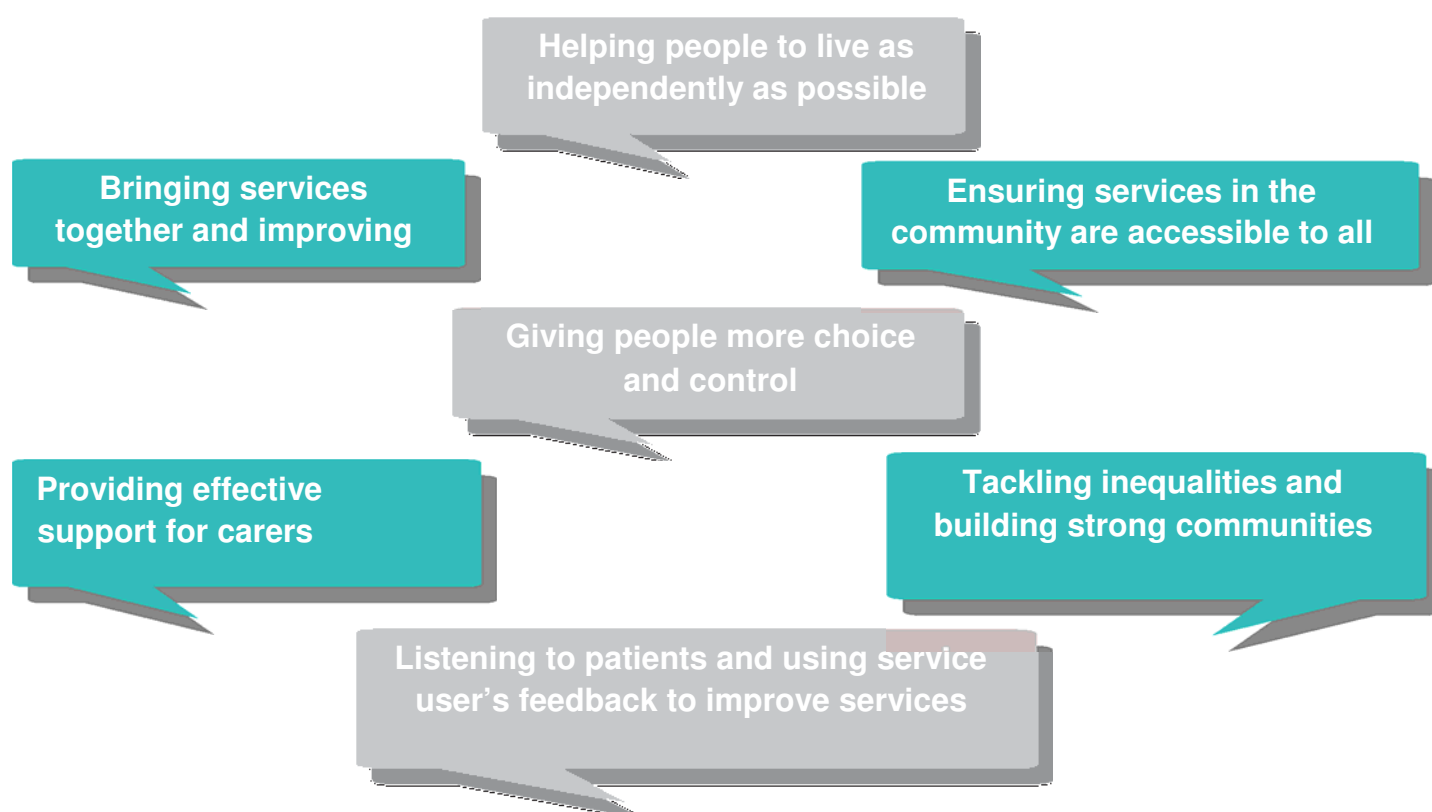 Helping people to live as
independently as possible
Bringing services
together and improving
Ensuring services in the
community are accessible to all
Giving people more choice
and control
Providing effective
support for carers
Tackling inequalities and
building strong communities
Listening to patients and using service
user’s feedback to improve services